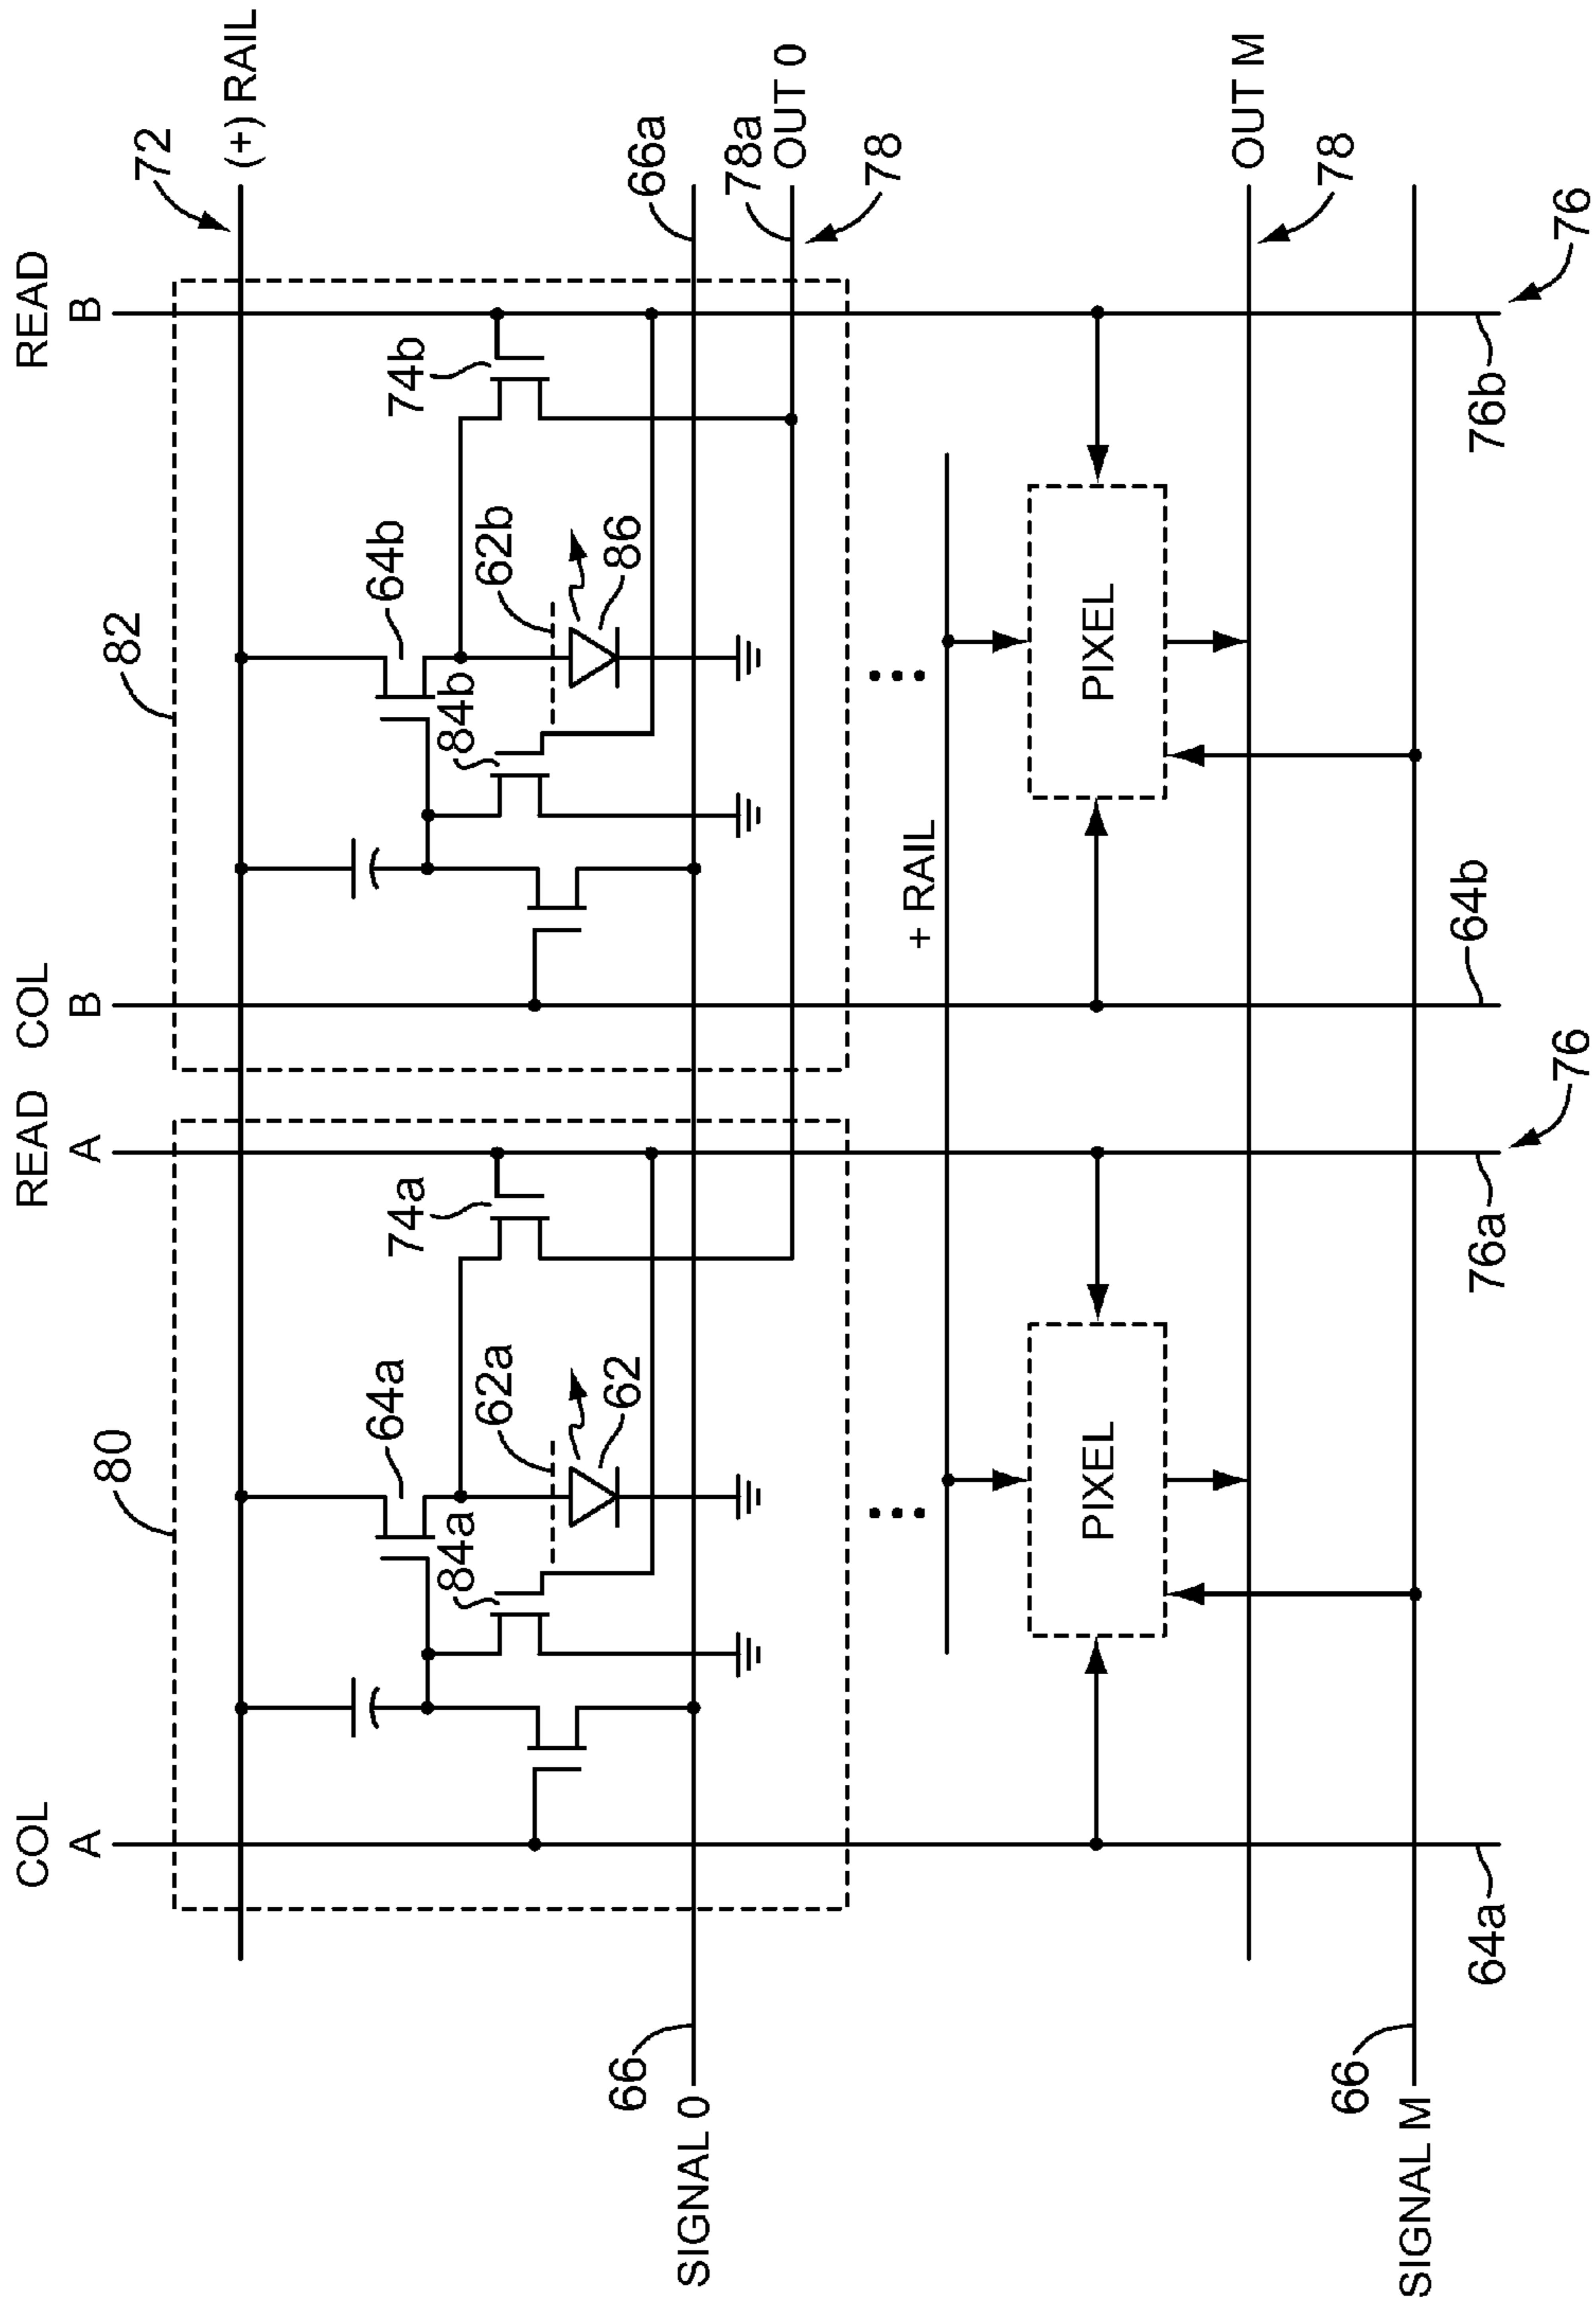 COL
A
READ
A
COL
B
READ
B
80
82
72
(+) RAIL
64a
74a
64b
74b
84a
62a
62
84b
62b
86
66
66a
SIGNAL 0
78a
OUT 0
78
...
...
+ RAIL
PIXEL
PIXEL
OUT M
78
66
SIGNAL M
64a
76a
76
64b
76b
76